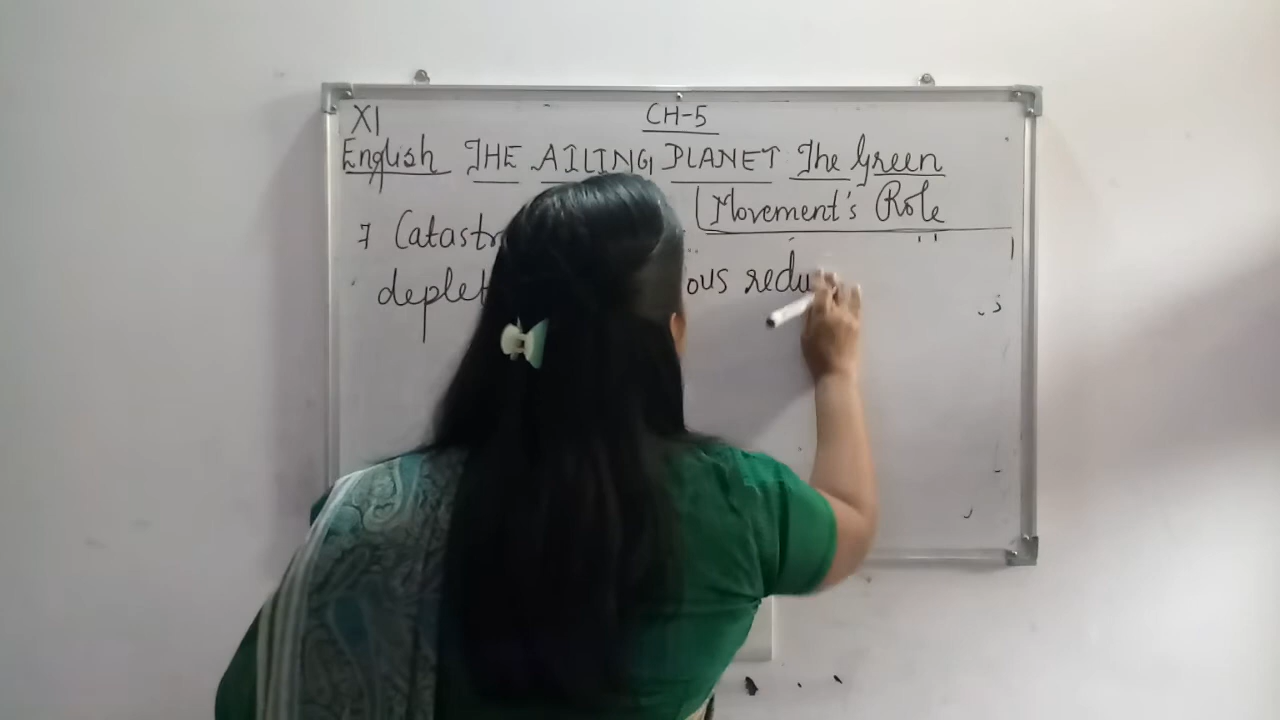 XI
CH-5
English THE AILING PLANET The Green
Movement's Role
7 Catastr
deplet ous redu